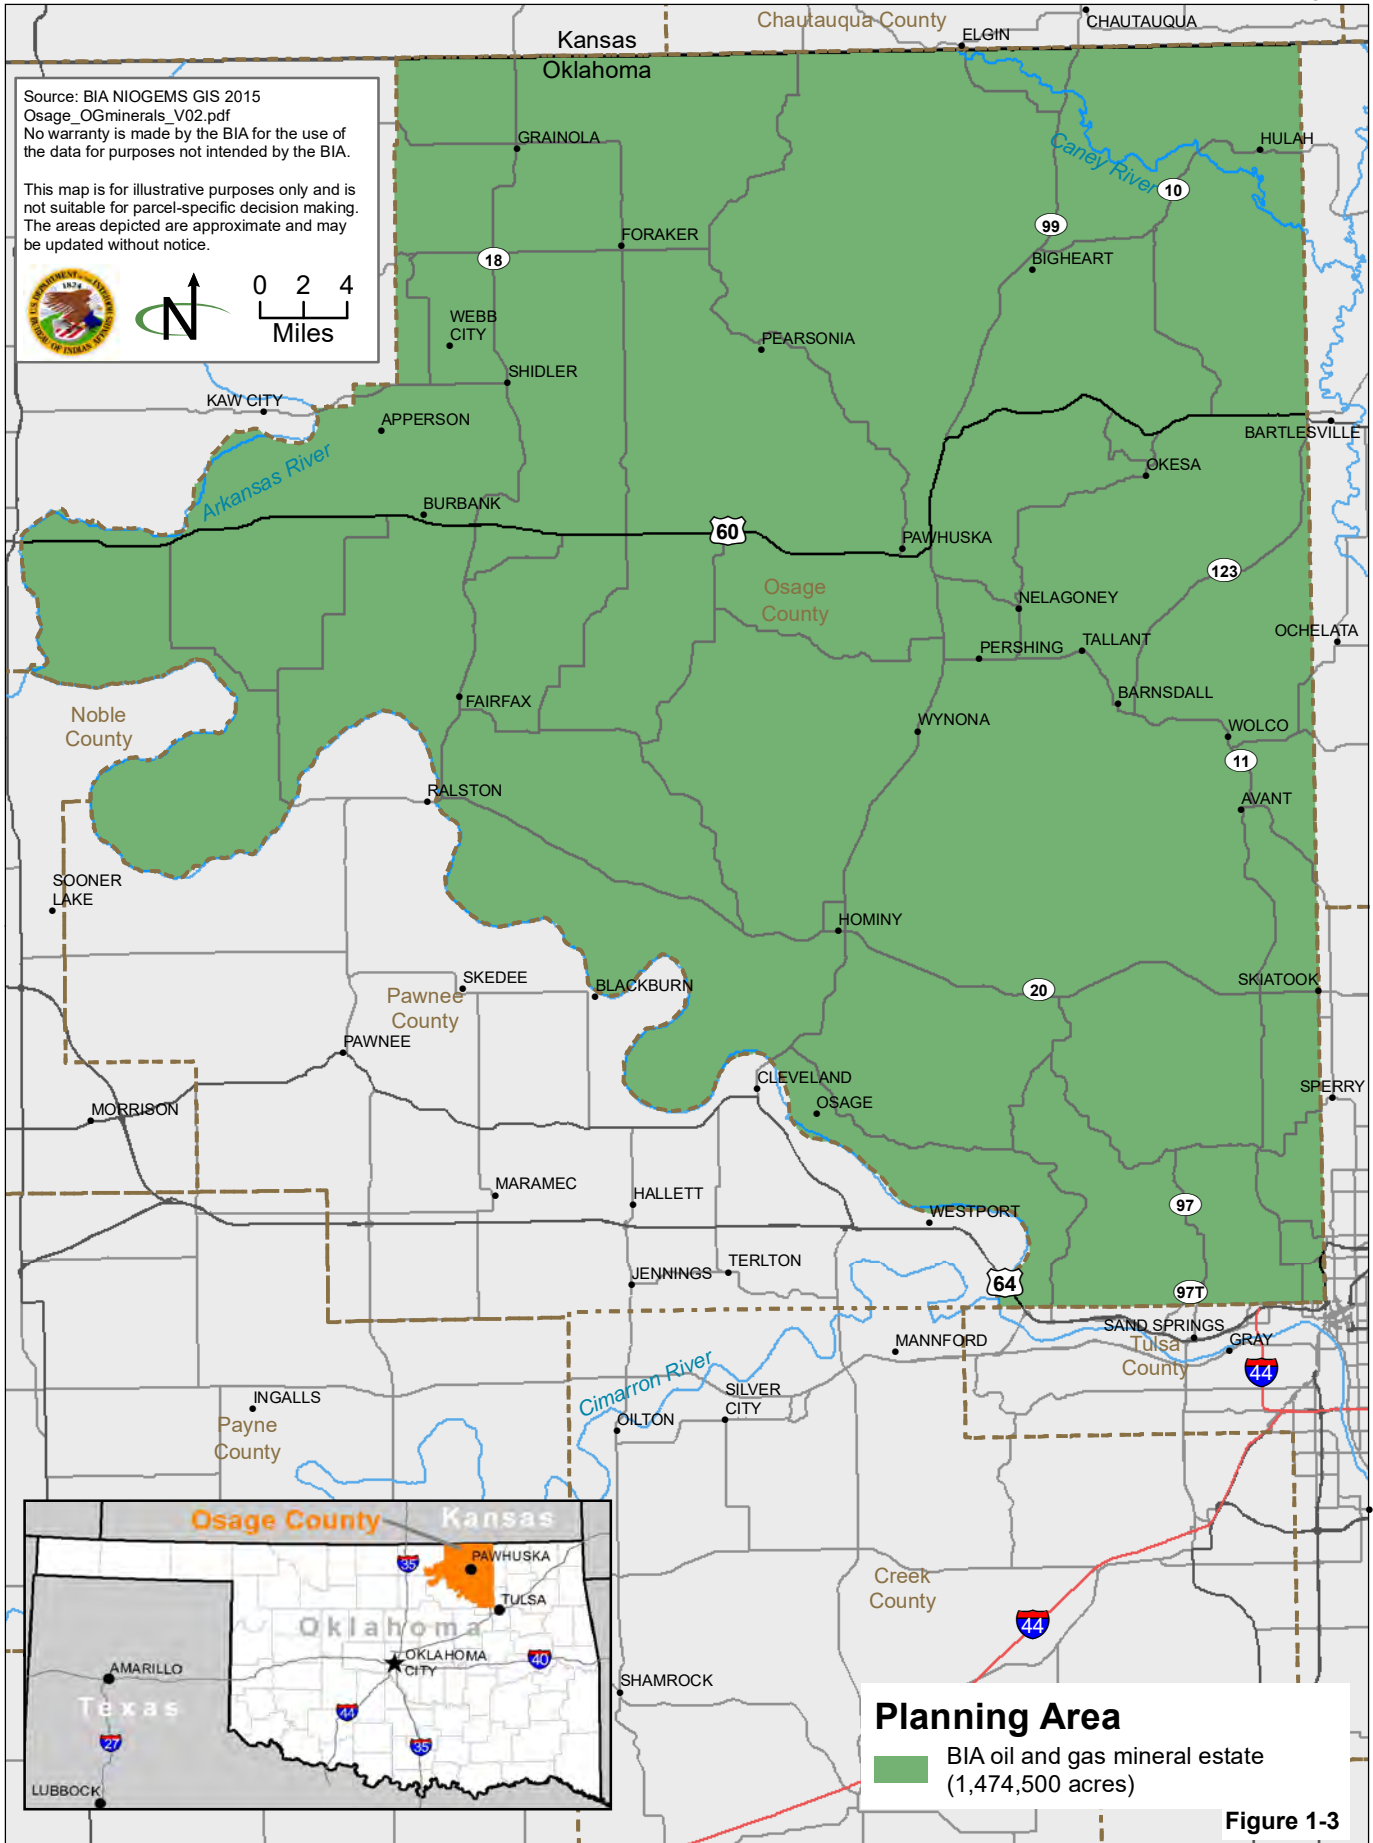 Chautauqua County
CHAUTAUQUA
ELGIN
Kansas
Oklahoma
Source: BIA NIOGEMS GIS 2015
Osage_OGminerals_V02.pdf
No warranty is made by the BIA for the use of
the data for purposes not intended by the BIA.
This map is for illustrative purposes only and is
not suitable for parcel-specific decision making.
The areas depicted are approximate and may
be updated without notice.
U.S. DEPARTMENT OF THE INTERIOR
1824
BUREAU OF INDIAN AFFAIRS
N
0 2 4
Miles
GRAINOLA
HULAH
Caney River
10
99
FORAKER
18
BIGHEART
WEBB
CITY
PEARSONIA
SHIDLER
KAW CITY
APPERSON
BARTLESVILLE
Arkansas River
OKESA
BURBANK
60
PAWHUSKA
123
Osage
County
NELAGONEY
OCHELATA
PERSHING
TALLANT
FAIRFAX
BARNSDALL
Noble
County
WYNONA
WOLCO
11
RALSTON
AVANT
SOONER
LAKE
HOMINY
SKEDEE
BLACKBURN
20
SKIATOOK
Pawnee
County
PAWNEE
CLEVELAND
OSAGE
SPERRY
MORRISON
MARAMEC
HALLETT
97
WESTPORT
JENNINGS
TERLTON
64
97T
SAND SPRINGS
MANNFORD
GRAY
Tulsa
County
44
Cimarron River
INGALLS
SILVER
CITY
Payne
County
OILTON
Osage County
Kansas
35
PAWHUSKA
TULSA
Oklahoma
OKLAHOMA
CITY
40
AMARILLO
Texas
44
27
35
LUBBOCK
Creek
County
44
SHAMROCK
Planning Area
BIA oil and gas mineral estate
(1,474,500 acres)
Figure 1-3